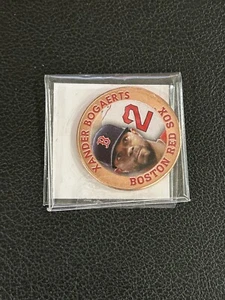 XANDER BOGAERTS
BOSTON RED SOX
2
B